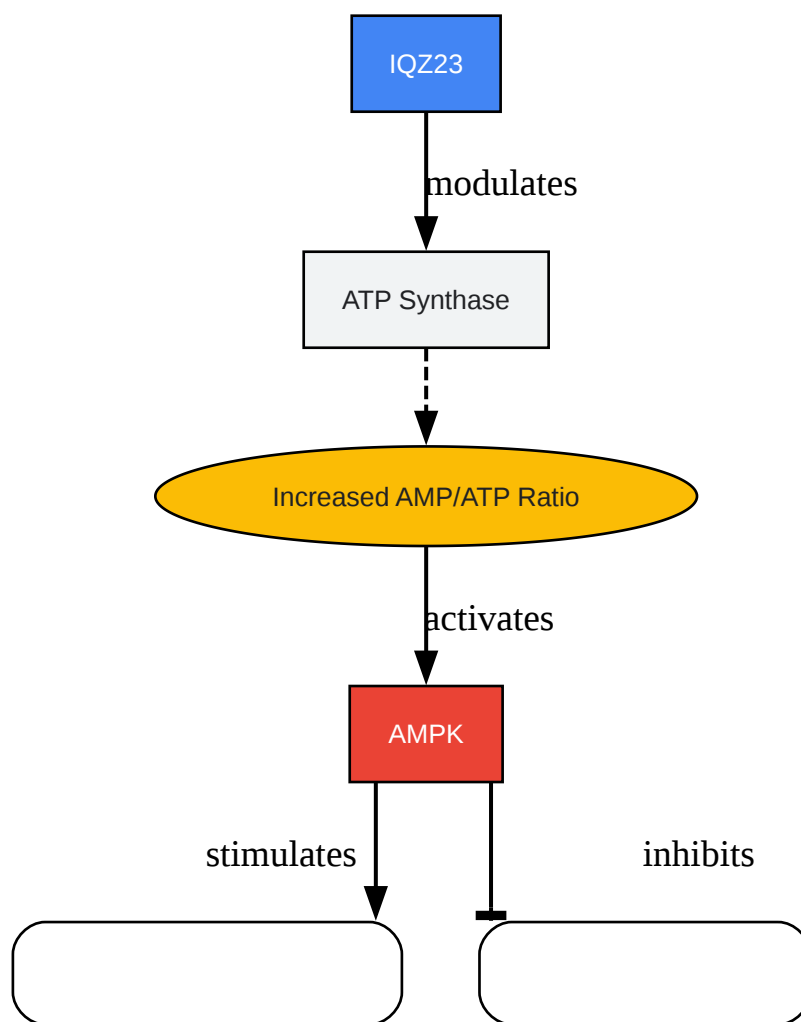 IQZ23
modulates
ATP Synthase
Increased AMP/ATP Ratio
activates
AMPK
stimulates
inhibits